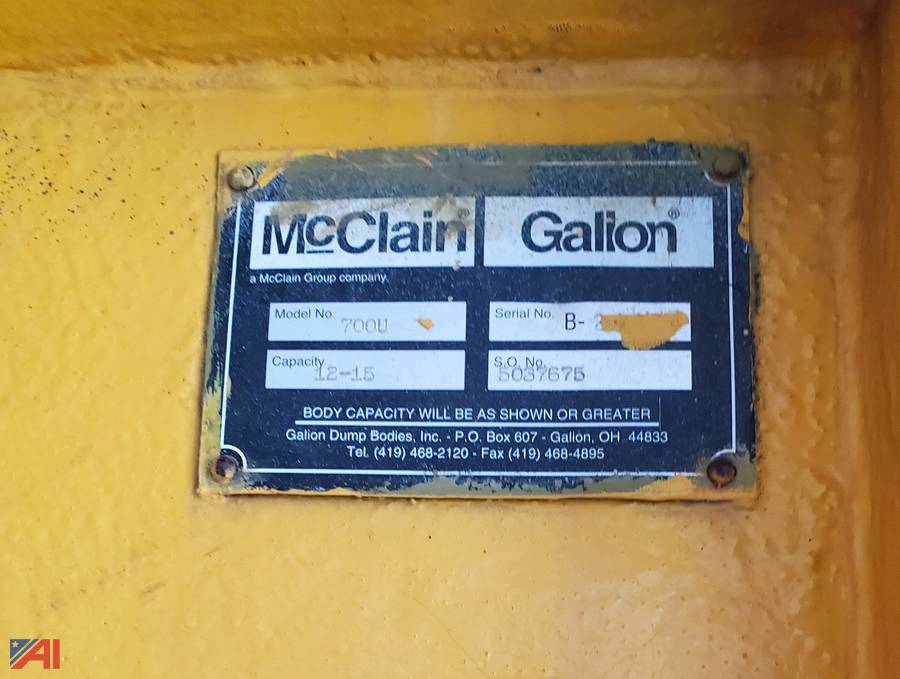 McClain® Galion®
a McClain Group company
Model No. 700U Serial No. B-
Capacity 12-15 S.O. No. 5037675
BODY CAPACITY WILL BE AS SHOWN OR GREATER
Galion Dump Bodies, Inc. - P.O. Box 607 - Galion, OH 44833
Tel. (419) 468-2120 - Fax (419) 468-4895
AI